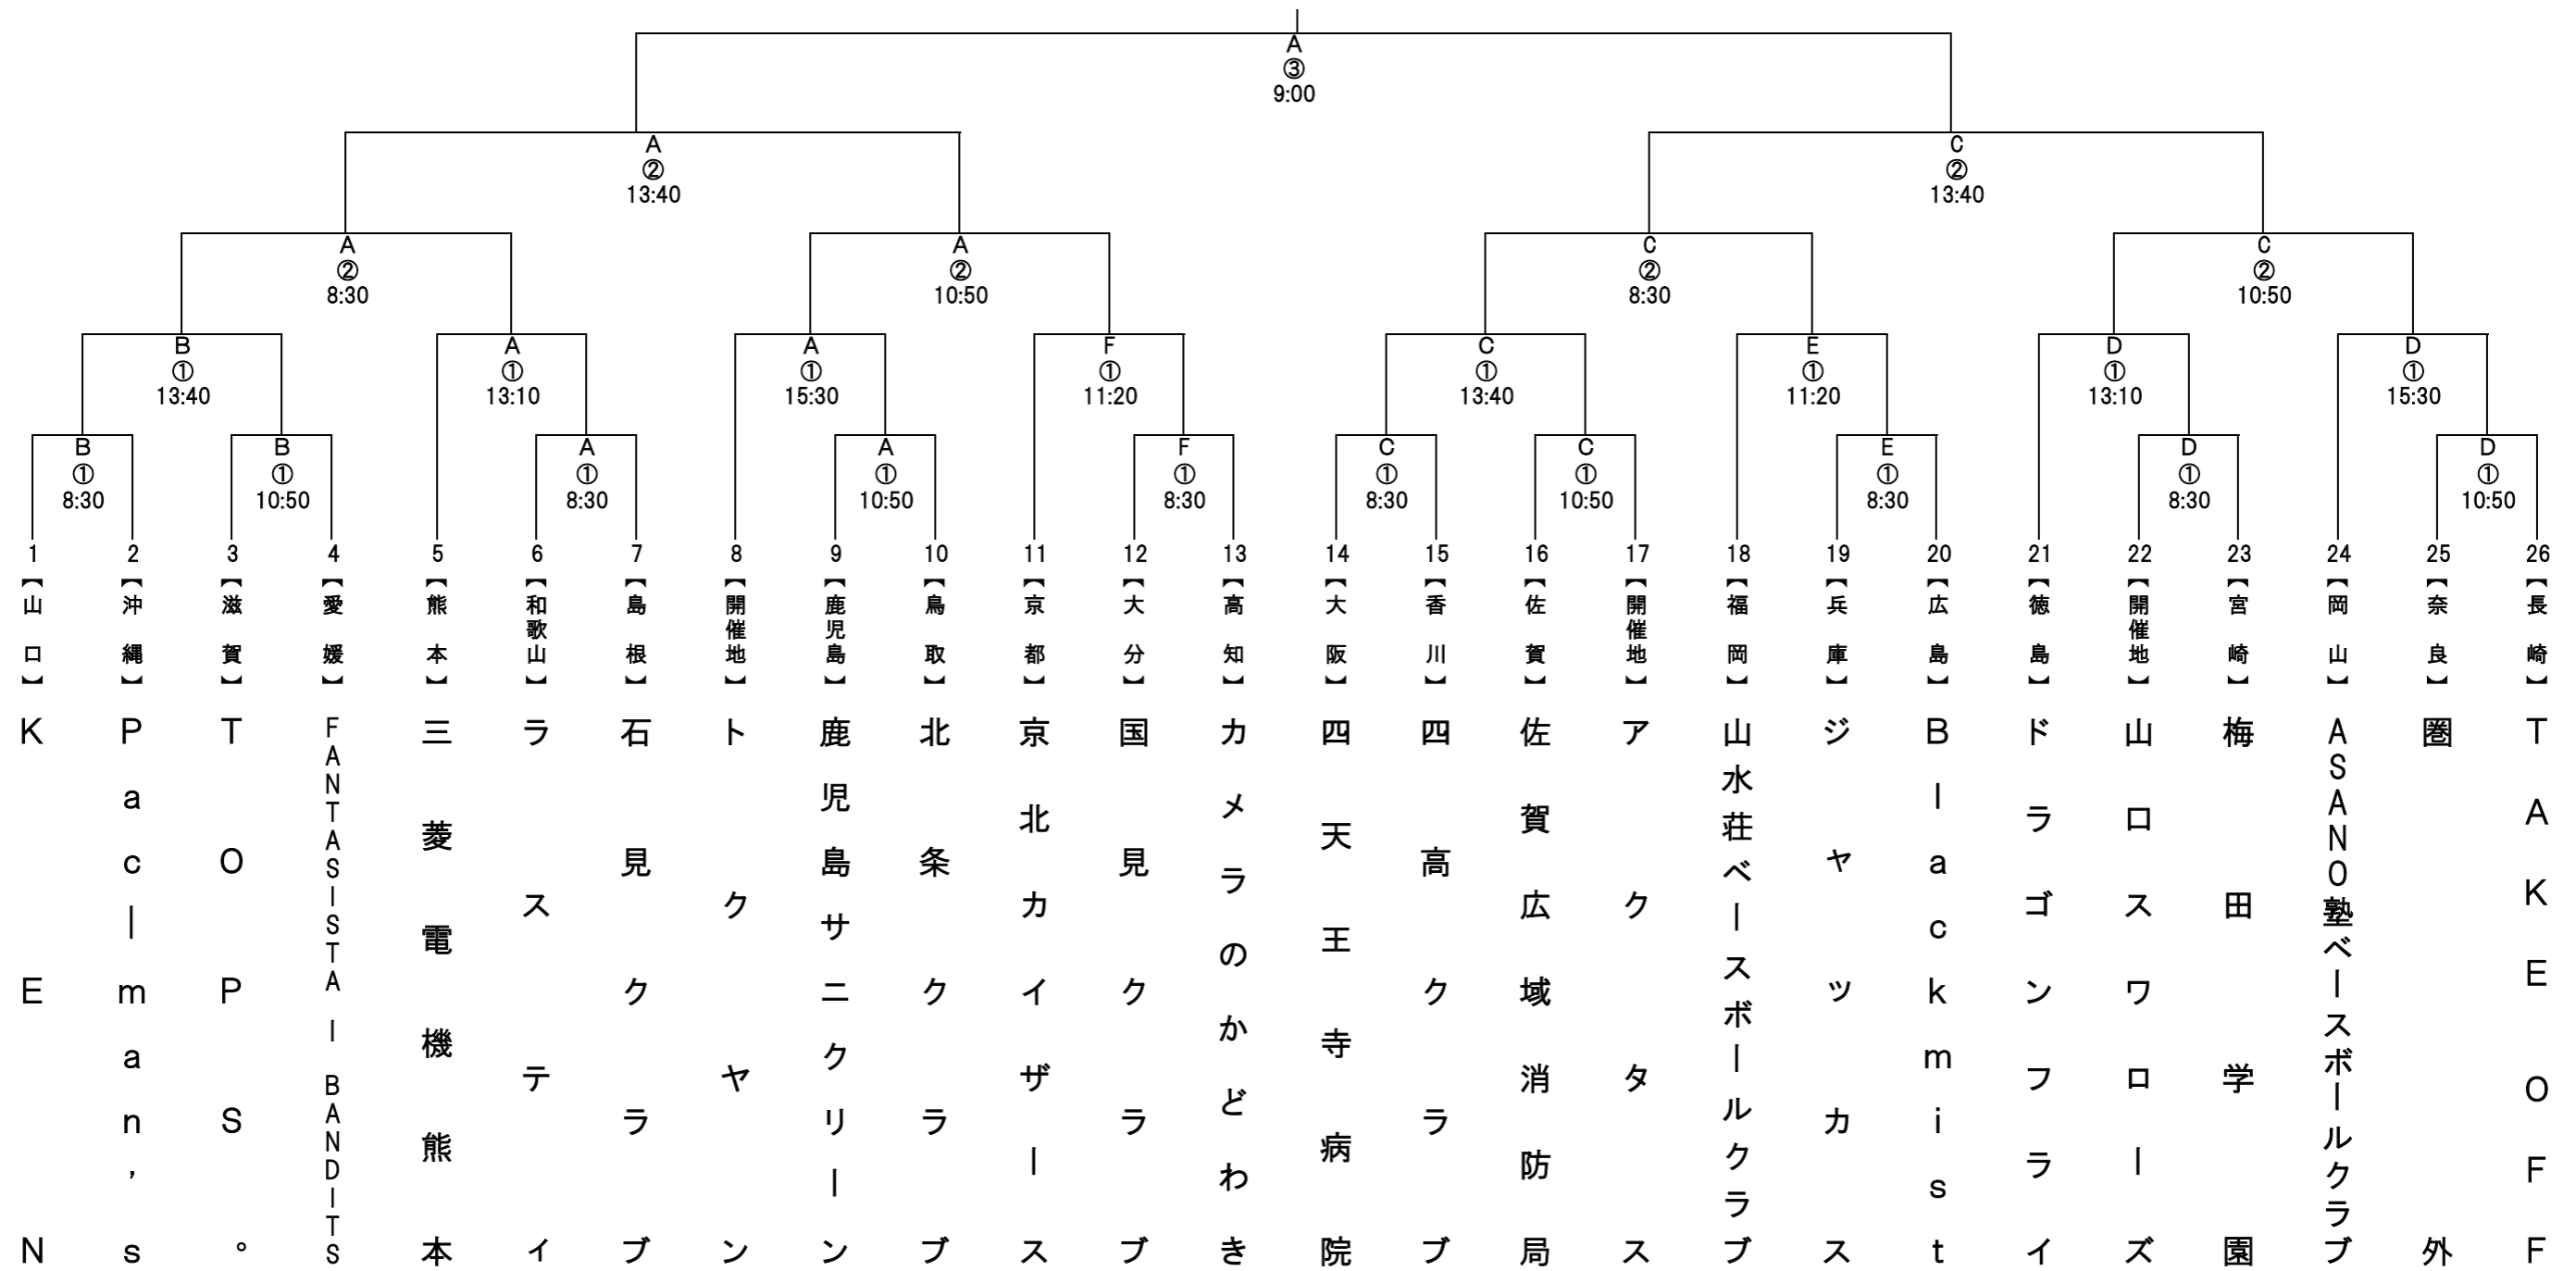 A
③
9:00
A
②
13:40
C
②
13:40
A
②
8:30
A
②
10:50
C
②
8:30
C
②
10:50
B
①
13:40
A
①
13:10
A
①
15:30
F
①
11:20
C
①
13:40
E
①
11:20
D
①
13:10
D
①
15:30
B
①
8:30
B
①
10:50
A
①
8:30
A
①
10:50
F
①
8:30
C
①
8:30
C
①
10:50
E
①
8:30
D
①
8:30
D
①
10:50
1【山口】KEN
2【沖縄】Pac-man's
3【滋賀】TOPS。
4【愛媛】FANTASISTA-I BANDITS
5【熊本】三菱電機熊本
6【和歌山】ラスティ
7【島根】石見クラブ
8【開催地】トクヤン
9【鹿児島】鹿児島サニクリーン
10【鳥取】北条クラブ
11【京都】京北カイザース
12【大分】国見クラブ
13【高知】カメラのかどわき
14【大阪】四天王寺病院
15【香川】四高クラブ
16【佐賀】佐賀広域消防局
17【開催地】アクタス
18【福岡】山水荘ベースボールクラブ
19【兵庫】ジャッカス
20【広島】Blackmist
21【徳島】ドラゴンフライ
22【開催地】山口スワローズ
23【宮崎】梅田学園
24【岡山】ASANO塾ベースボールクラブ
25【奈良】圏外
26【長崎】TAKE OFF